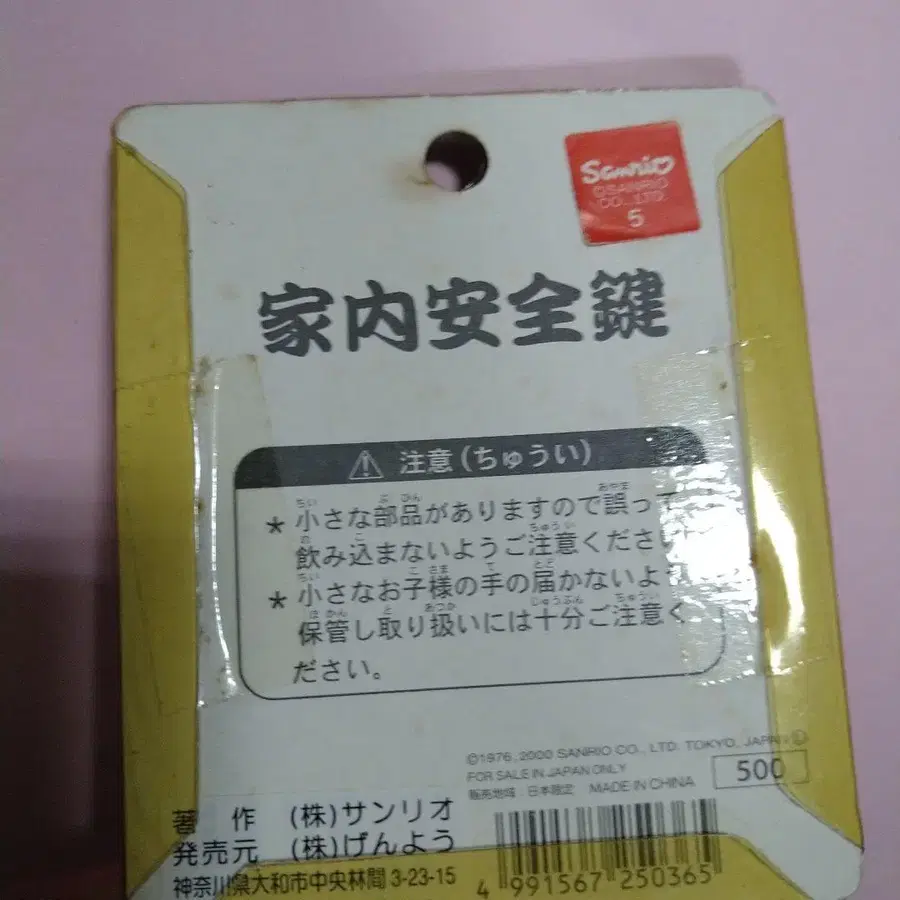 Sanrio
©SANRIO
CO., LTD.
5
家内安全鍵
⚠ 注意(ちゅうい)
* 小さな部品がありますので誤って
飲み込まないようご注意ください
* 小さなお子様の手の届かないよう
保管し取り扱いには十分ご注意く
ださい。
©1976, 2000 SANRIO CO., LTD. TOKYO, JAPAN Ⓛ
FOR SALE IN JAPAN ONLY
販売地域 日本限定 MADE IN CHINA
500
著 作 (株)サンリオ
発売元 (株)げんよう
神奈川県大和市中央林間 3-23-15
4 991567 250365